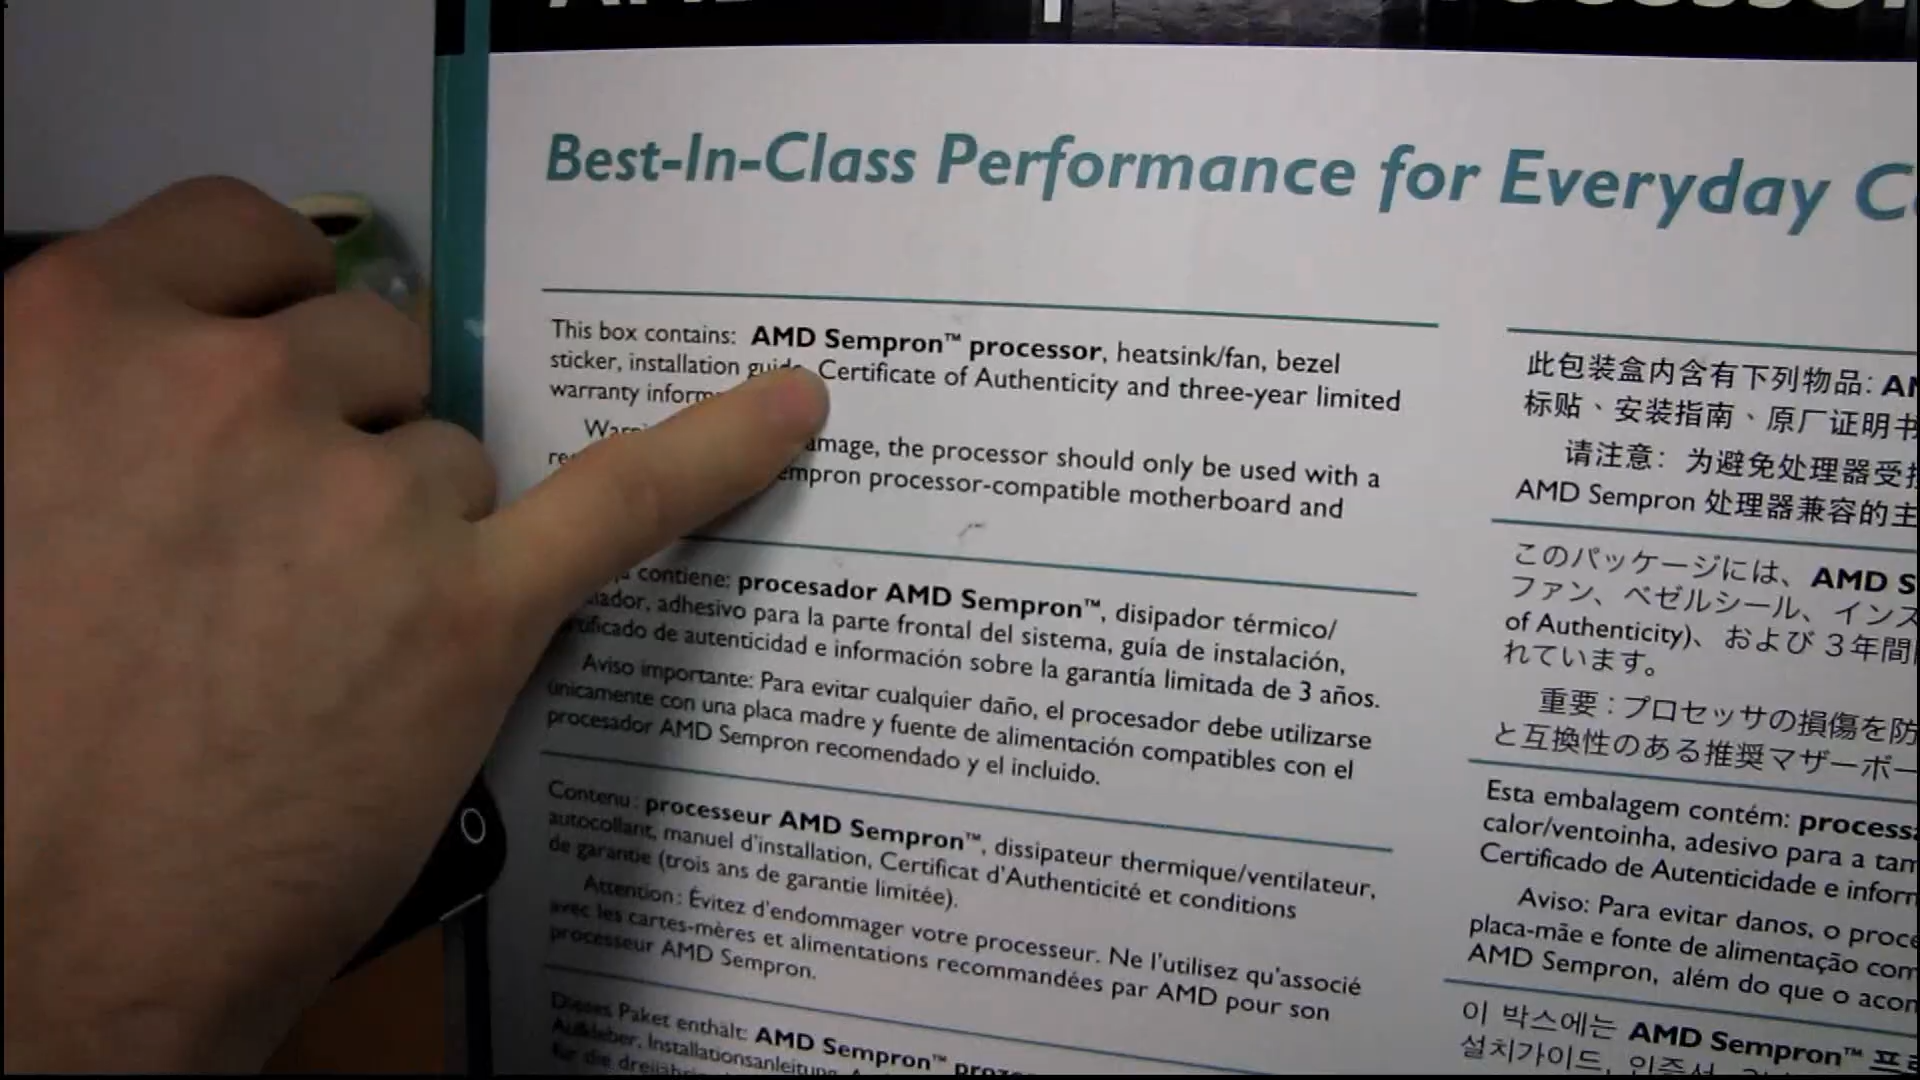 Best-In-Class Performance for Everyday
This box contains: AMD Sempron™ processor, heatsink/fan, bezel
sticker, installation guide, Certificate of Authenticity and three-year limited
warranty
the processor should only be used with a
processor-compatible motherboard and
contiene: procesador AMD Sempron™, disipador térmico/
adhesivo para la parte frontal del sistema, guía de instalación,
de autenticidad e información sobre la garantía limitada de 3 años.
Aviso importante: Para evitar cualquier daño, el procesador debe utilizarse
únicamente con una placa madre y fuente de alimentación compatibles con el
procesador AMD Sempron recomendado y el incluido.
Contenu : processeur AMD Sempron™, dissipateur thermique/ventilateur,
autocollant, manuel d'installation, Certificat d'Authenticité et conditions
de garantie (trois ans de garantie limitée).
Attention : Évitez d'endommager votre processeur. Ne l'utilisez qu'associé
avec les cartes-mères et alimentations recommandées par AMD pour son
processeur AMD Sempron.
Dieses Paket enthält: AMD Sempron™
Aufkleber, Installationsanleitung,
für die
此包装盒内含有下列物品:
标贴、安装指南、原厂证明书
请注意: 为避免处理器受
AMD Sempron 处理器兼容的主
このパッケージには、AMD
ファン、ベゼルシール、インス
of Authenticity)、および 3年間
れています。
重要:プロセッサの損傷を防
と互換性のある推奨マザーボー
Esta embalagem contém:
calor/ventoinha, adesivo para a
Certificado de Autenticidade e
Aviso: Para evitar danos, o
placa-mãe e fonte de alimentação
AMD Sempron, além do que o
이 박스에는 AMD Sempron™
설치가이드,